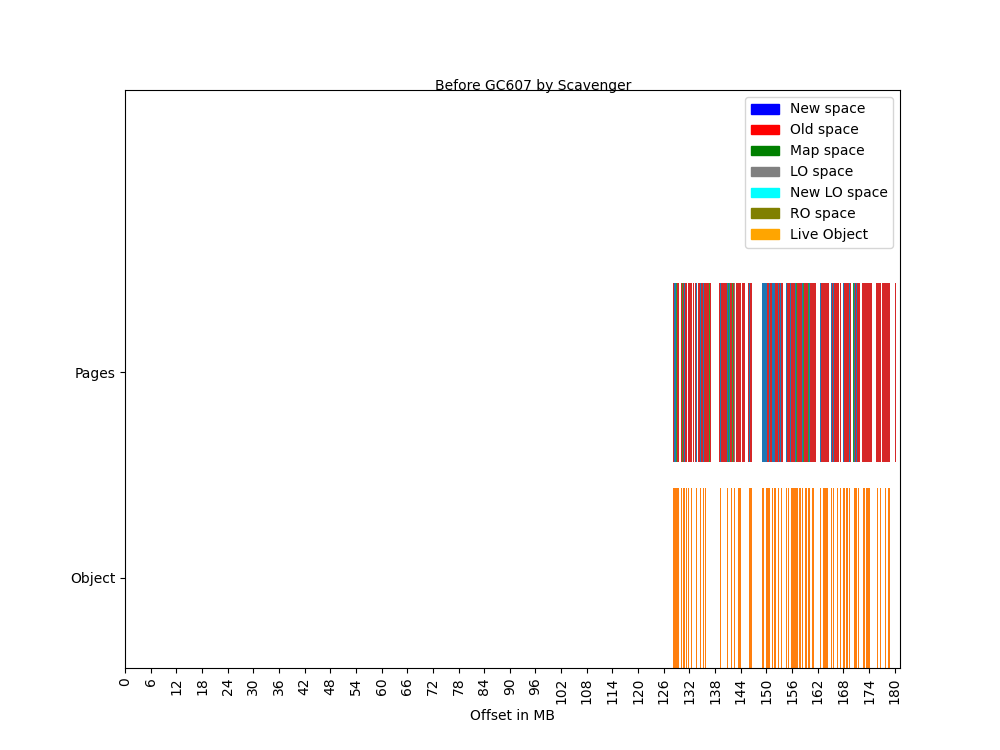 Before GC607 by Scavenger
New space
Old space
Map space
LO space
New LO space
RO space
Live Object
Pages
Object
0 6 12 18 24 30 36 42 48 54 60 66 72 78 84 90 96 102 108 114 120 126 132 138 144 150 156 162 168 174 180
Offset in MB